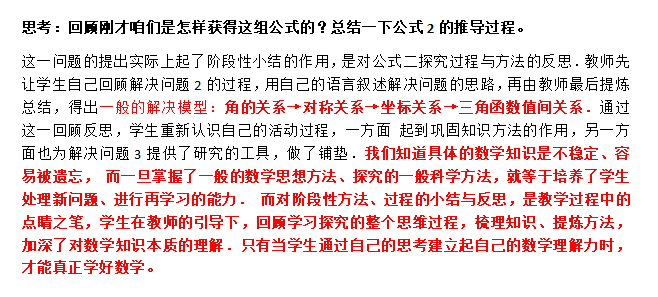 思考：回顾刚才咱们是怎样获得这组公式的？总结一下公式 2 的推导过程。
这一问题的提出实际上起了阶段性小结的作用，是对公式二探究过程与方法的反思．教师先
让学生自己回顾解决问题 2 的过程，用自己的语言叙述解决问题的思路，再由教师最后提炼
总结，得出一般的解决模型：角的关系→对称关系→坐标关系→三角函数值间关系．通过
这一回顾反思，学生重新认识自己的活动过程，一方面 起到巩固知识方法的作用，另一方
面也为解决问题 3 提供了研究的工具，做了铺垫．我们知道具体的数学知识是不稳定、容
易被遗忘， 而一旦掌握了一般的数学思想方法、探究的一般科学方法，就等于培养了学生
处理新问题、进行再学习的能力． 而对阶段性方法、过程的小结与反思，是教学过程中的
点睛之笔，学生在教师的引导下，回顾学习探究的整个思维过程，梳理知识、提炼方法，
加深了对数学知识本质的理解．只有当学生通过自己的思考建立起自己的数学理解力时，
才能真正学好数学。